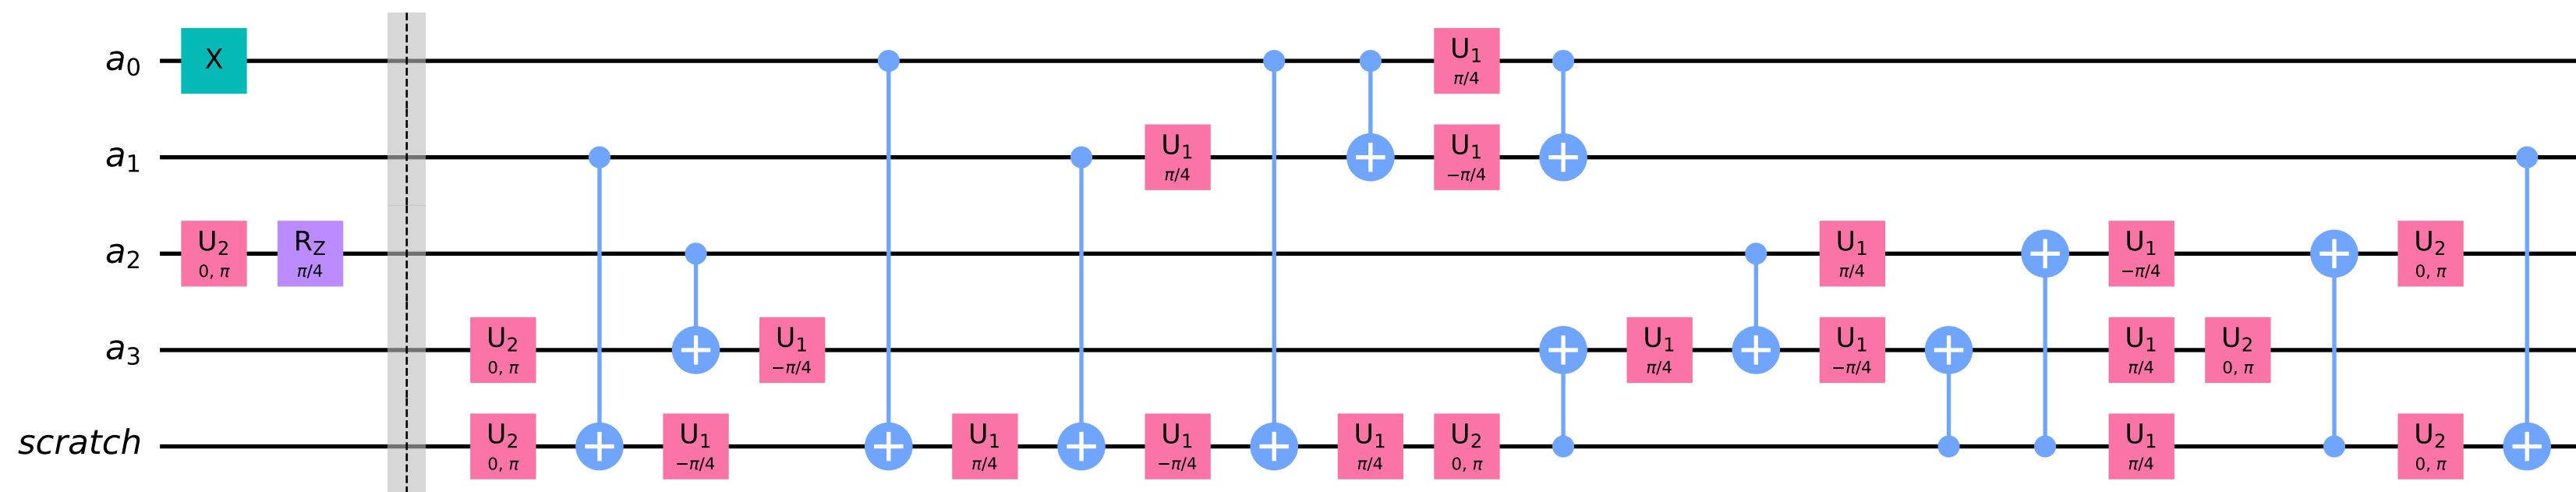 a₀ X U₁
π/4
a₁ U₁ U₁
π/4 −π/4
a₂ U₂ R_Z U₁ U₁ U₂
0, π π/4 π/4 −π/4 0, π
a₃ U₂ U₁ U₁ U₁ U₁ U₂
0, π −π/4 π/4 −π/4 π/4 0, π
scratch U₂ U₁ U₁ U₁ U₁ U₂ U₁ U₂
0, π −π/4 π/4 −π/4 π/4 0, π π/4 0, π